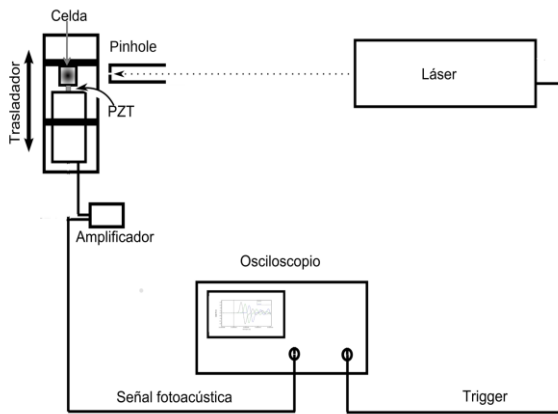 Celda
Pinhole
Láser
Trasladador
PZT
Amplificador
Osciloscopio
Señal fotoacústica
Trigger